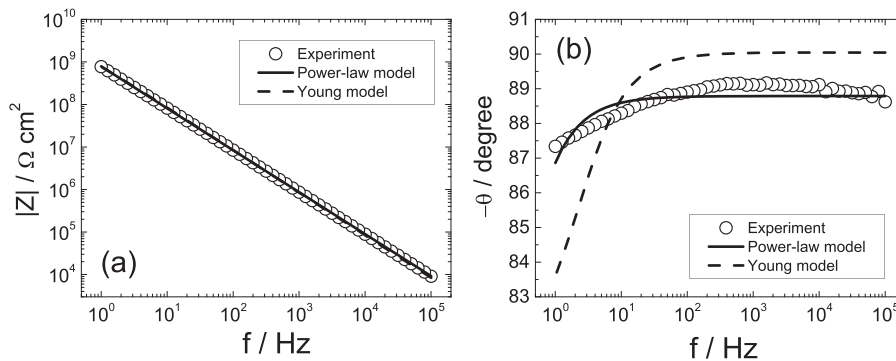 10^10
10^9
10^8
10^7
10^6
10^5
10^4
|Z| / Ω cm^2
Experiment
Power-law model
Young model
(a)
10^0 10^1 10^2 10^3 10^4 10^5
f / Hz
91
90
89
88
87
86
85
84
83
−θ / degree
(b)
Experiment
Power-law model
Young model
10^0 10^1 10^2 10^3 10^4 10^5
f / Hz